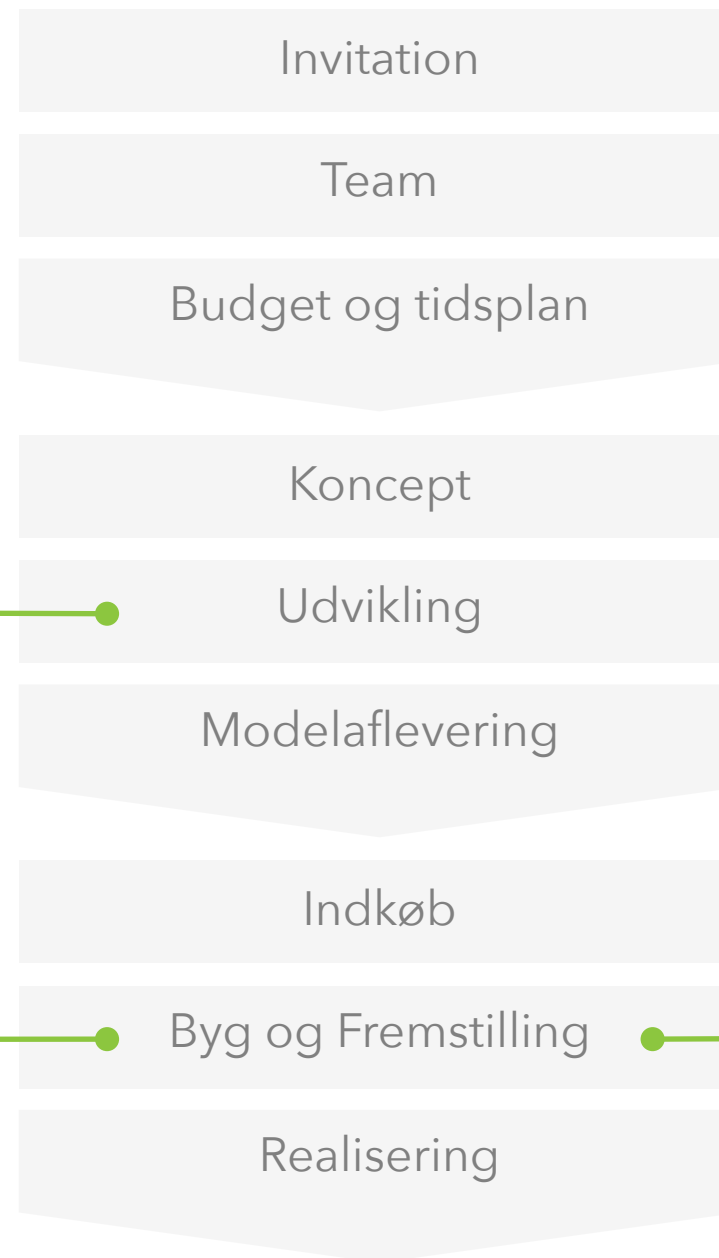 Invitation
Team
Budget og tidsplan
Koncept
Udvikling
Modelaflevering
Indkøb
Byg og Fremstilling
Realisering